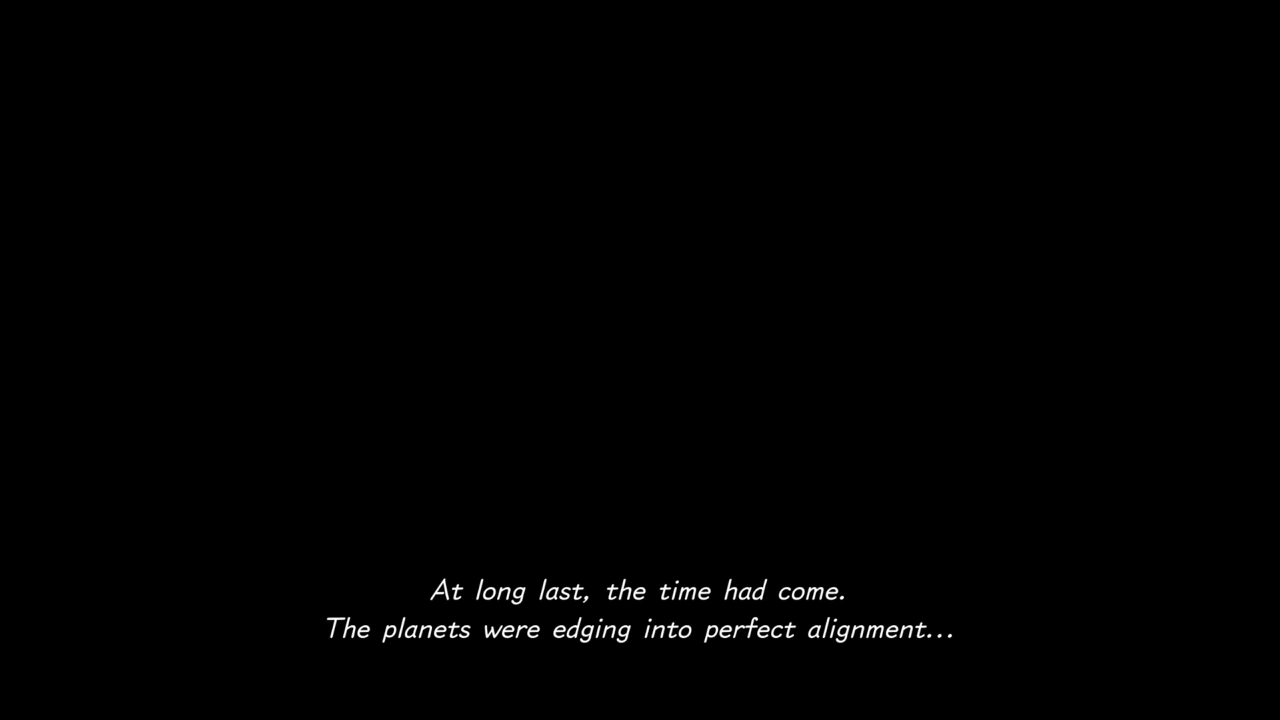 At long last, the time had come.
The planets were edging into perfect alignment...